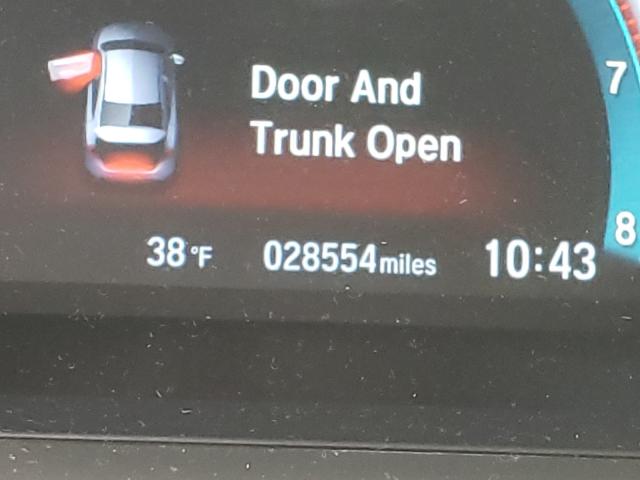 Door And
Trunk Open
7
8
38°F 028554miles 10:43